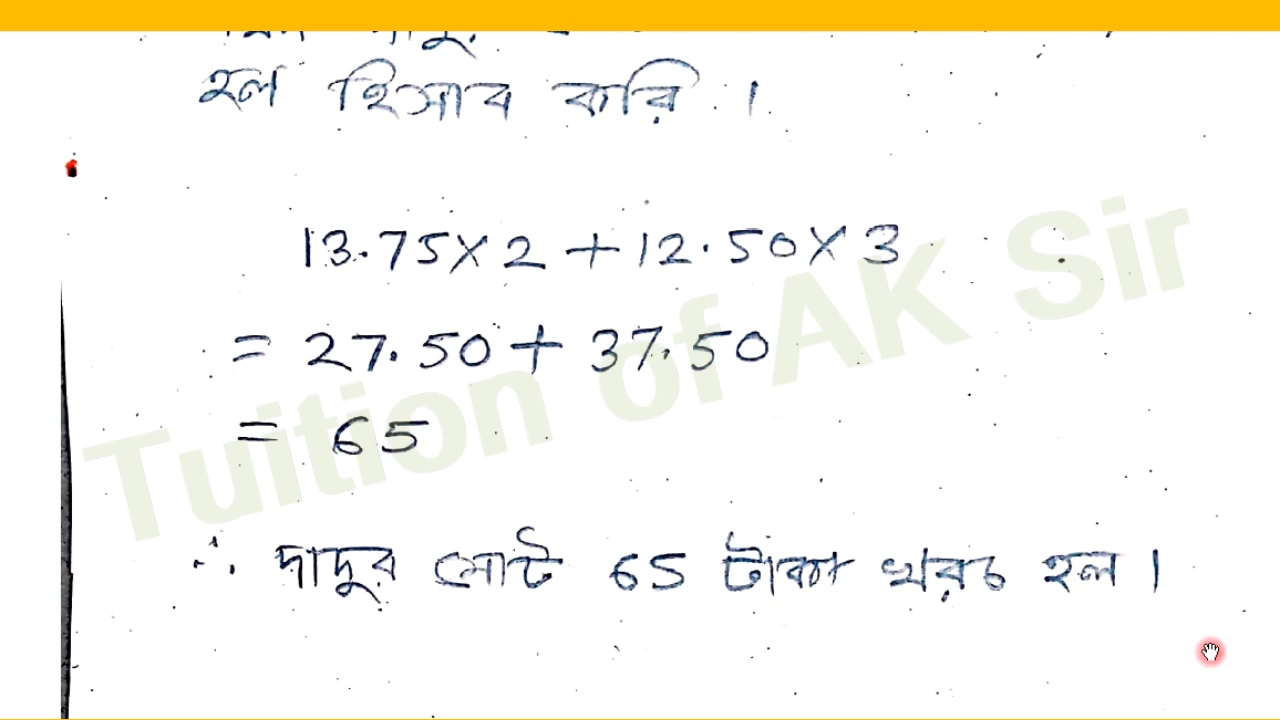 হল হিসাব করি ।
13.75 × 2 + 12.50 × 3
= 27.50 + 37.50
= 65
∴ দাদুর মোট 65 টাকা খরচ হল ।
Tuition of AK Sir